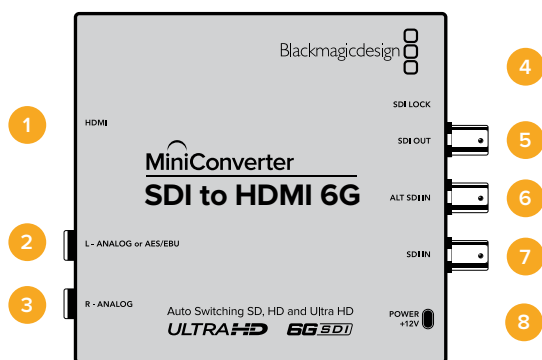 Blackmagicdesign
4
SDI LOCK
1
HDMI
SDI OUT
5
MiniConverter
SDI to HDMI 6G
ALT SDI IN
6
2
L - ANALOG or AES/EBU
SDI IN
7
3
R - ANALOG
Auto Switching SD, HD and Ultra HD
ULTRA HD 6G SDI
POWER
+12V
8